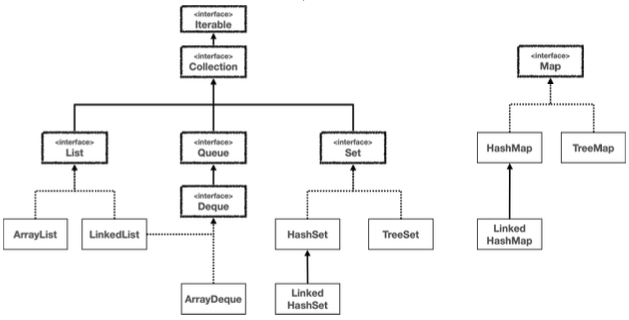 <interface>
Iterable
<interface>
Collection
<interface>
Map
<interface>
List
<interface>
Queue
<interface>
Set
HashMap
TreeMap
<interface>
Deque
ArrayList
LinkedList
HashSet
TreeSet
Linked
HashMap
ArrayDeque
Linked
HashSet